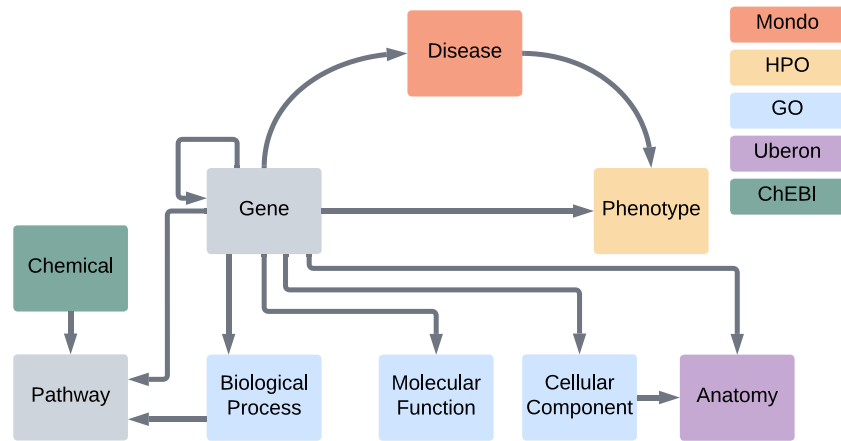 Disease
Mondo
HPO
GO
Uberon
ChEBI
Gene
Phenotype
Chemical
Pathway
Biological
Process
Molecular
Function
Cellular
Component
Anatomy